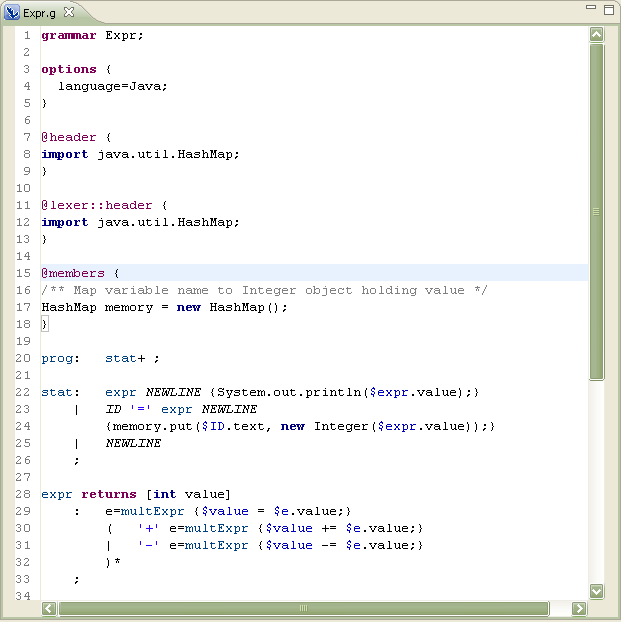 Expr.g
1 grammar Expr;
2
3 options {
4   language=Java;
5 }
6
7 @header {
8 import java.util.HashMap;
9 }
10
11 @lexer::header {
12 import java.util.HashMap;
13 }
14
15 @members {
16 /** Map variable name to Integer object holding value */
17 HashMap memory = new HashMap();
18 }
19
20 prog:   stat+ ;
21
22 stat:   expr NEWLINE {System.out.println($expr.value);}
23     |   ID '=' expr NEWLINE
24         {memory.put($ID.text, new Integer($expr.value));}
25     |   NEWLINE
26     ;
27
28 expr returns [int value]
29     :   e=multExpr {$value = $e.value;}
30         (   '+' e=multExpr {$value += $e.value;}
31         |   '-' e=multExpr {$value -= $e.value;}
32         )*
33     ;
34